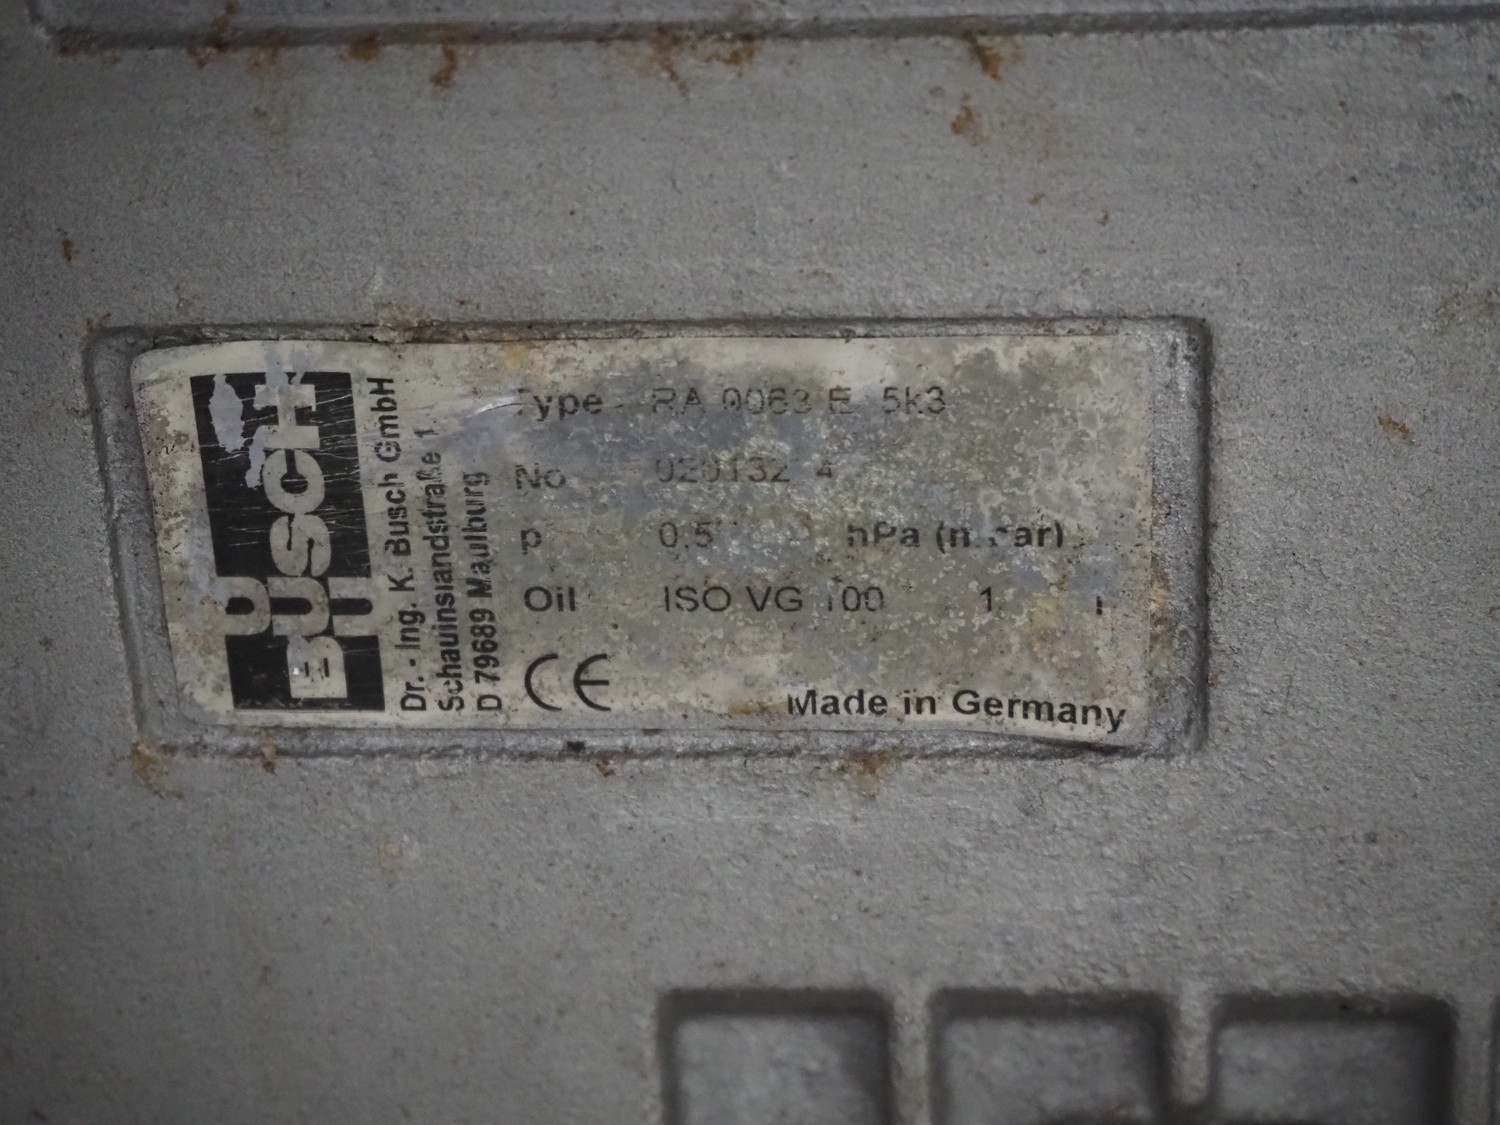 BUSCH
Dr. - Ing. K. Busch GmbH
Schauinslandstraße 1
D 79689 Maulburg
Type RA 0063 E 5k3
No
p 0,5 hPa
Oil ISO VG 100 1
CE
Made in Germany